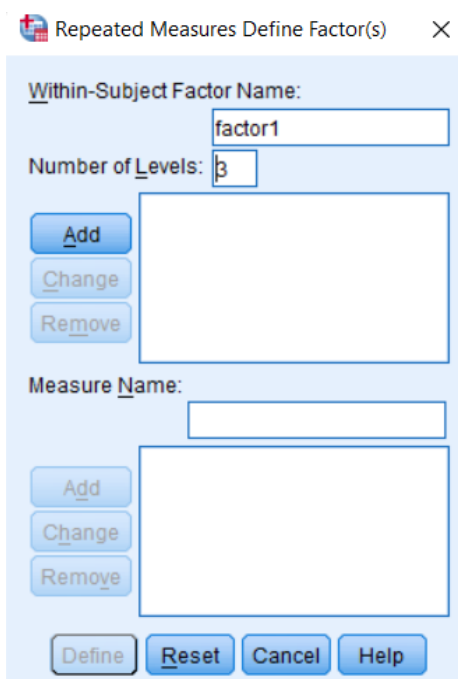 Repeated Measures Define Factor(s)
Within-Subject Factor Name:
factor1
Number of Levels: 3
Add
Change
Remove
Measure Name:
Add
Change
Remove
Define Reset Cancel Help